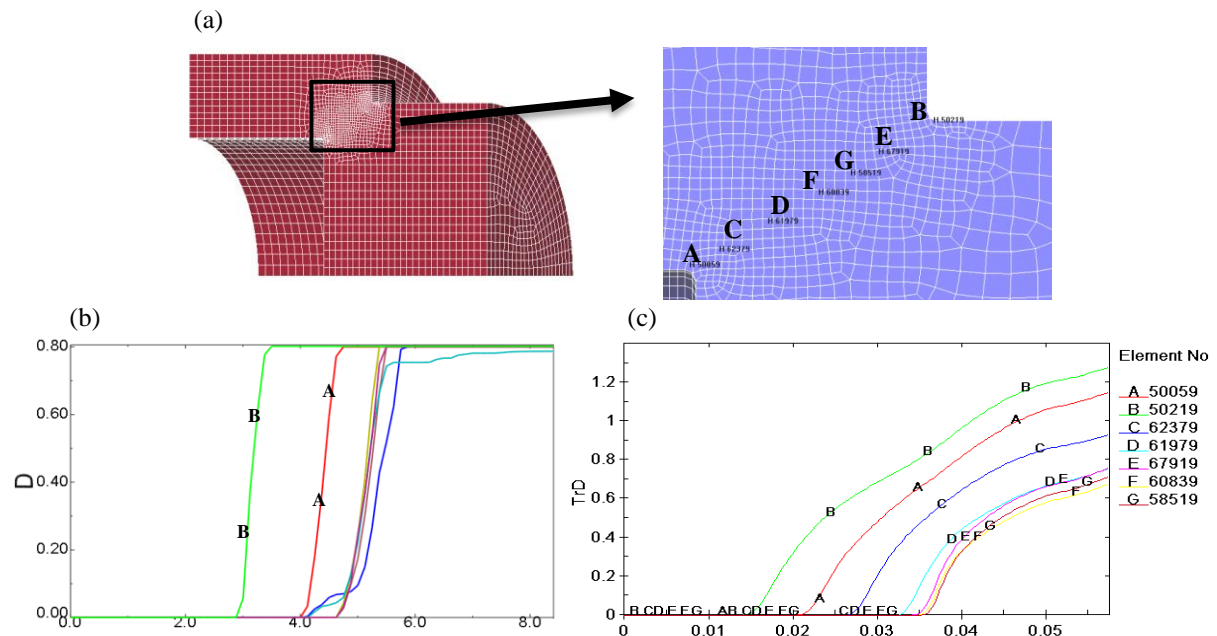 (a)
B
H 50219
E
H 67919
G
H 58519
F
H 60839
D
H 61979
C
H 62379
A
H 50059
(b)
(c)
0.80
0.60
0.40
0.20
0.00
D
B
B
A
A
0.0 2.0 4.0 6.0 8.0
1.2
1
0.8
0.6
0.4
0.2
0
TrD
B
B
B
A
A
A
C
C
D E G
F
D E F G
B C D E F G A B C D E F G C D E F G
0 0.01 0.02 0.03 0.04 0.05
Element No
A 50059
B 50219
C 62379
D 61979
E 67919
F 60839
G 58519